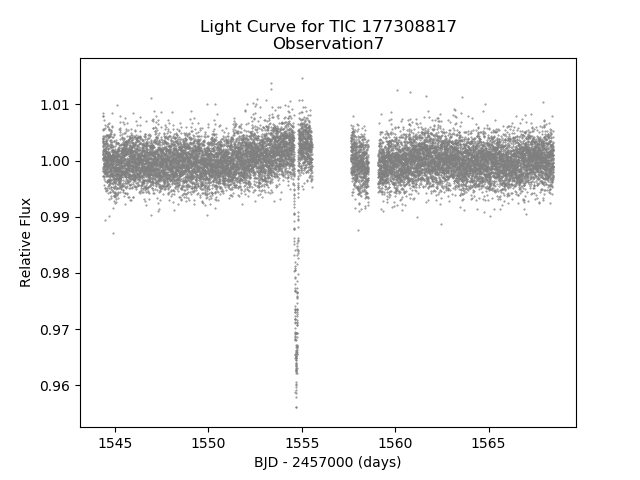 Light Curve for TIC 177308817
Observation7
1.01
1.00
0.99
0.98
0.97
0.96
Relative Flux
1545 1550 1555 1560 1565
BJD - 2457000 (days)